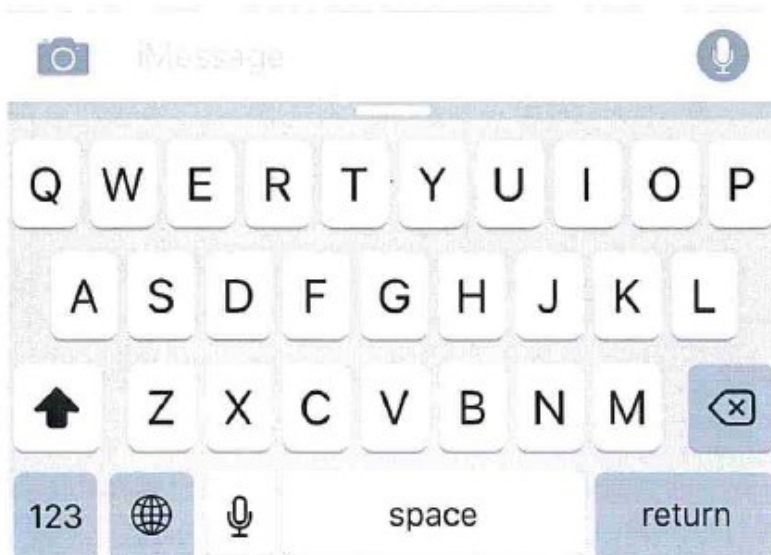 iMessage
Q W E R T Y U I O P
A S D F G H J K L
Z X C V B N M
123 space return